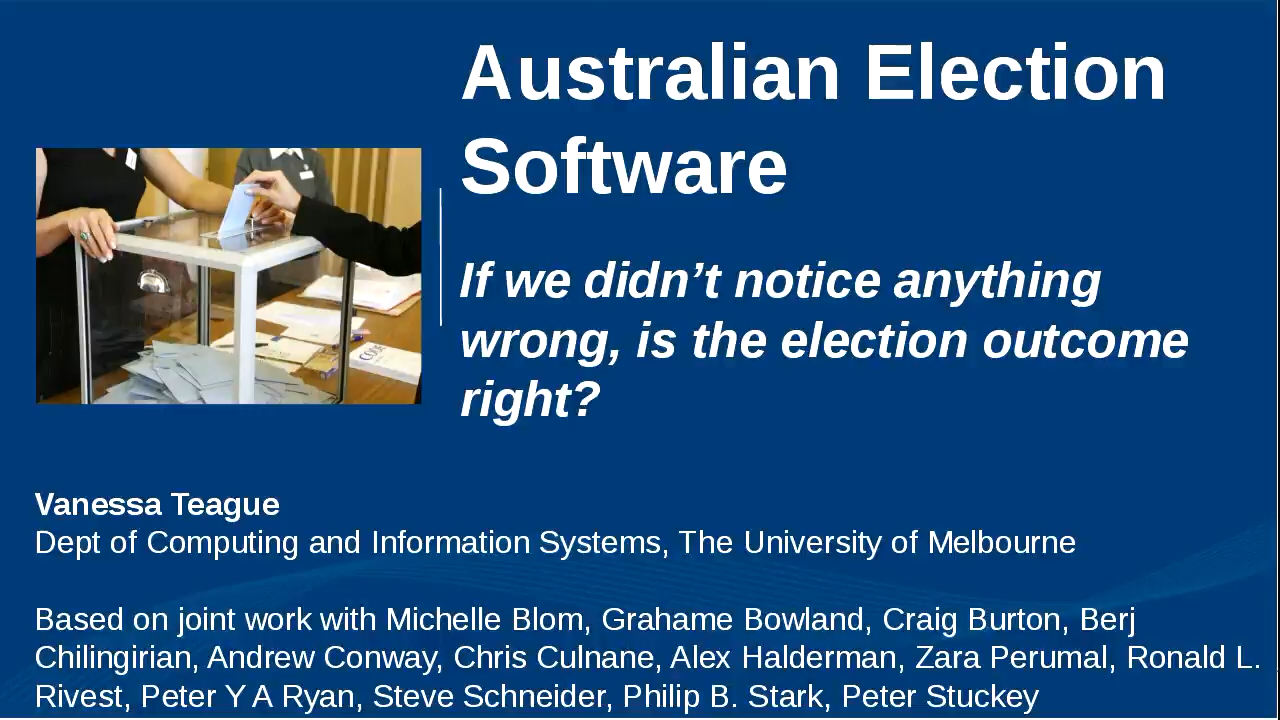 Australian Election
Software
If we didn’t notice anything
wrong, is the election outcome
right?
CODE
Vanessa Teague
Dept of Computing and Information Systems, The University of Melbourne
Based on joint work with Michelle Blom, Grahame Bowland, Craig Burton, Berj
Chilingirian, Andrew Conway, Chris Culnane, Alex Halderman, Zara Perumal, Ronald L.
Rivest, Peter Y A Ryan, Steve Schneider, Philip B. Stark, Peter Stuckey